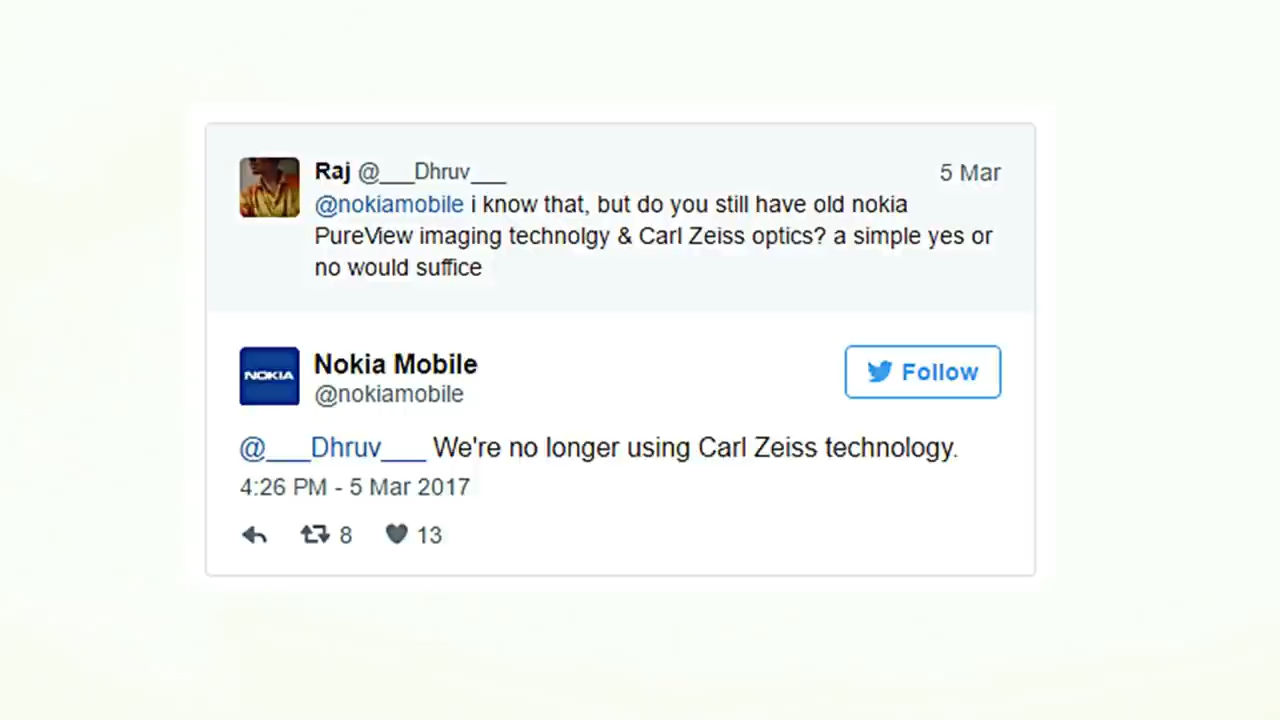 Raj @___Dhruv___ 5 Mar
@nokiamobile i know that, but do you still have old nokia
PureView imaging technolgy & Carl Zeiss optics? a simple yes or
no would suffice
NOKIA
Nokia Mobile
@nokiamobile
Follow
@___Dhruv___ We're no longer using Carl Zeiss technology.
4:26 PM - 5 Mar 2017
8 13